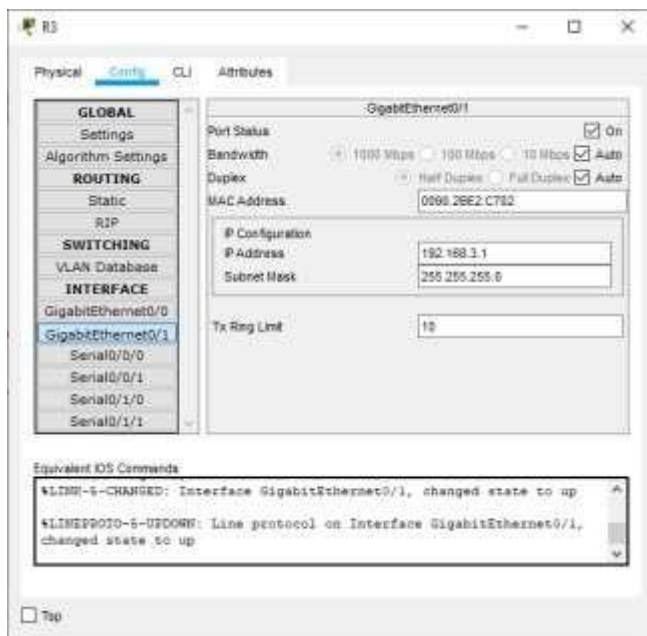 R3
Physical Config CLI Attributes
GLOBAL
Settings
Algorithm Settings
ROUTING
Static
RIP
SWITCHING
VLAN Database
INTERFACE
GigabitEthernet0/0
GigabitEthernet0/1
Serial0/0/0
Serial0/0/1
Serial0/1/0
Serial0/1/1
GigabitEthernet0/1
Port Status On
Bandwidth 1000 Mbps 100 Mbps 10 Mbps Auto
Duplex Half Duplex Full Duplex Auto
MAC Address
IP Configuration
IP Address 192.168.3.1
Subnet Mask 255.255.255.0
Tx Ring Limit 10
Equivalent IOS Commands
%LINK-5-CHANGED: Interface GigabitEthernet0/1, changed state to up
%LINEPROTO-5-UPDOWN: Line protocol on Interface GigabitEthernet0/1,
changed state to up
Top